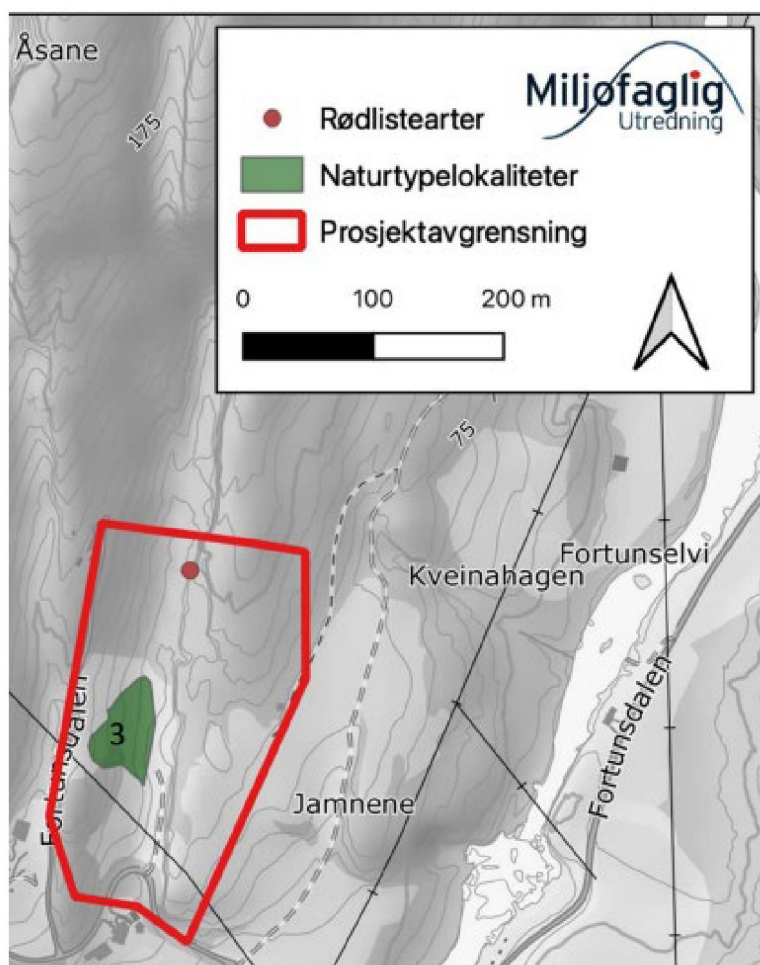 Åsane
175
Miljøfaglig
Utredning
Rødlistearter
Naturtypelokaliteter
Prosjektavgrensning
0 100 200 m
75
Kveinahagen
Fortunselvi
Fortunsdalen
3
Jamnene
Fortunsdalen